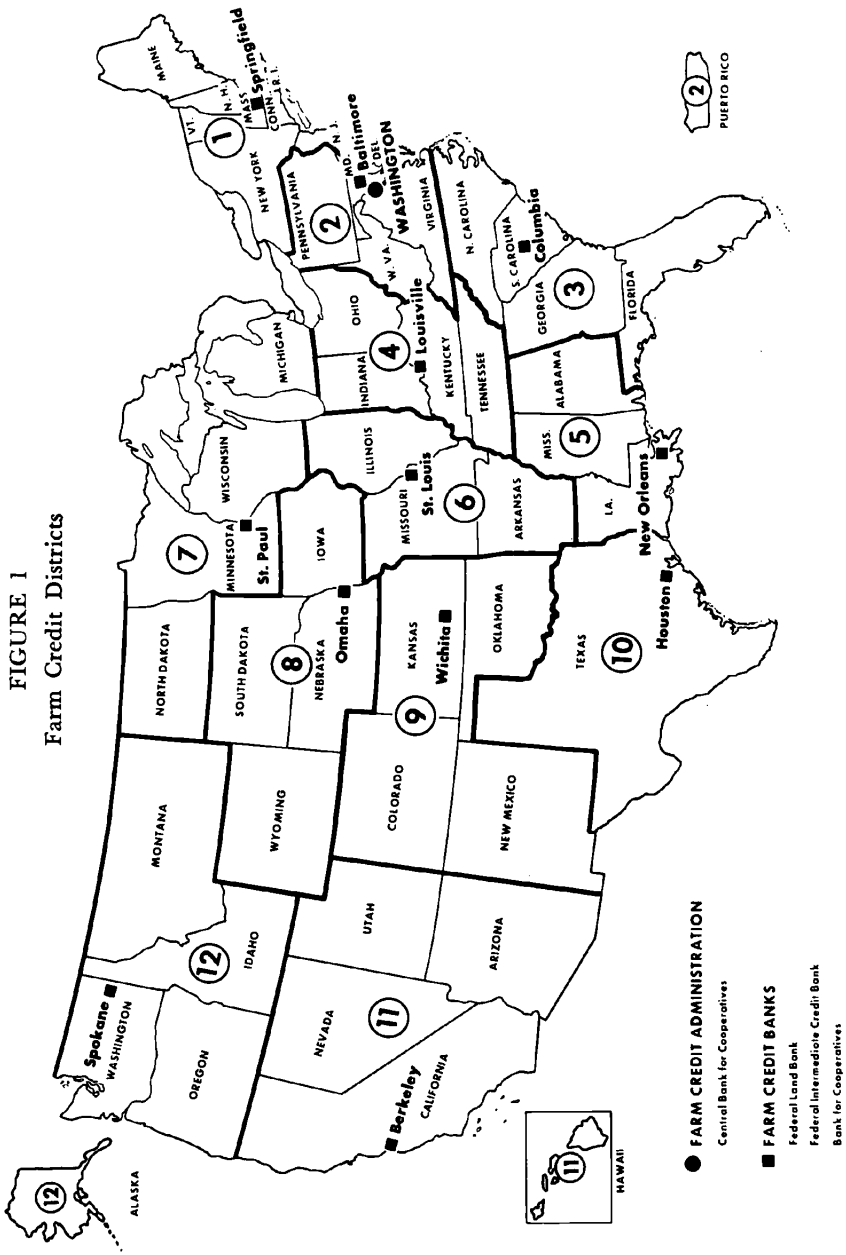 FIGURE 1
Farm Credit Districts
12
ALASKA
Spokane
WASHINGTON
OREGON
12
IDAHO
MONTANA
WYOMING
NEVADA
11
UTAH
Berkeley
CALIFORNIA
ARIZONA
COLORADO
NEW MEXICO
11
HAWAII
NORTH DAKOTA
SOUTH DAKOTA
8
NEBRASKA
Omaha
9
KANSAS
Wichita
OKLAHOMA
TEXAS
10
Houston
7
MINNESOTA
St. Paul
WISCONSIN
IOWA
ILLINOIS
MISSOURI
St. Louis
6
ARKANSAS
LA.
New Orleans
MISS.
5
ALABAMA
MICHIGAN
INDIANA
OHIO
4
Louisville
KENTUCKY
TENNESSEE
GEORGIA
3
FLORIDA
S. CAROLINA
Columbia
N. CAROLINA
VIRGINIA
W. VA.
PENNSYLVANIA
2
MD.
DEL
N. J.
Baltimore
WASHINGTON
NEW YORK
1
VT.
N. H.
MASS
CONN.
R. I.
Springfield
MAINE
2
PUERTO RICO
FARM CREDIT ADMINISTRATION
Central Bank for Cooperatives
FARM CREDIT BANKS
Federal Land Bank
Federal Intermediate Credit Bank
Bank for Cooperatives